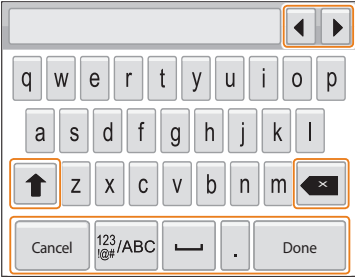 q w e r t y u i o p
a s d f g h j k l
z x c v b n m
Cancel 123 !@# /ABC . Done